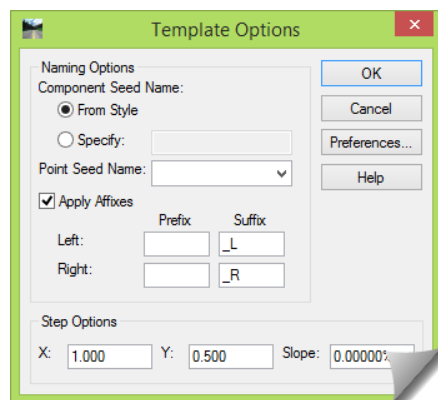 Template Options
Naming Options
Component Seed Name:
From Style
Specify:
Point Seed Name:
Apply Affixes
Prefix Suffix
Left: _L
Right: _R
Step Options
X: 1.000 Y: 0.500 Slope: 0.00000%
OK
Cancel
Preferences...
Help